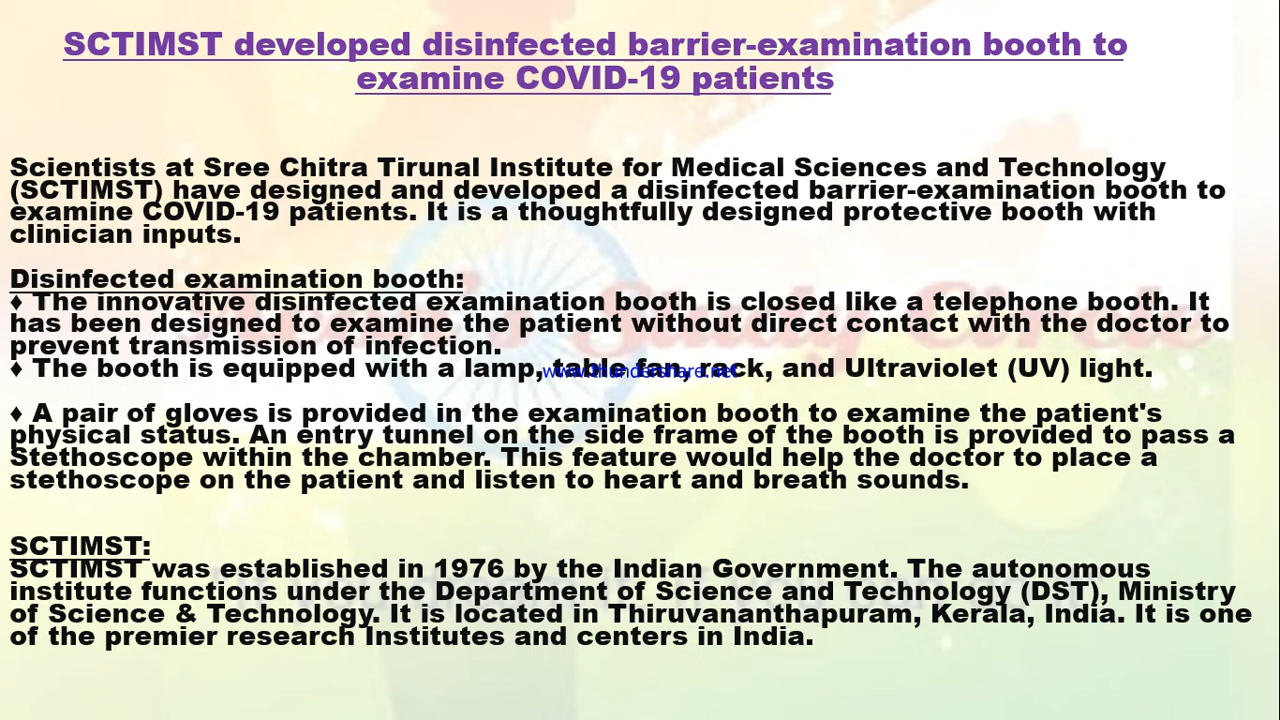 SCTIMST developed disinfected barrier-examination booth to
examine COVID-19 patients
Scientists at Sree Chitra Tirunal Institute for Medical Sciences and Technology
(SCTIMST) have designed and developed a disinfected barrier-examination booth to
examine COVID-19 patients. It is a thoughtfully designed protective booth with
clinician inputs.
Disinfected examination booth:
♦ The innovative disinfected examination booth is closed like a telephone booth. It
has been designed to examine the patient without direct contact with the doctor to
prevent transmission of infection.
♦ The booth is equipped with a lamp, table fan, rack, and Ultraviolet (UV) light.
www.thundershare.net
♦ A pair of gloves is provided in the examination booth to examine the patient's
physical status. An entry tunnel on the side frame of the booth is provided to pass a
Stethoscope within the chamber. This feature would help the doctor to place a
stethoscope on the patient and listen to heart and breath sounds.
SCTIMST:
SCTIMST was established in 1976 by the Indian Government. The autonomous
institute functions under the Department of Science and Technology (DST), Ministry
of Science & Technology. It is located in Thiruvananthapuram, Kerala, India. It is one
of the premier research Institutes and centers in India.